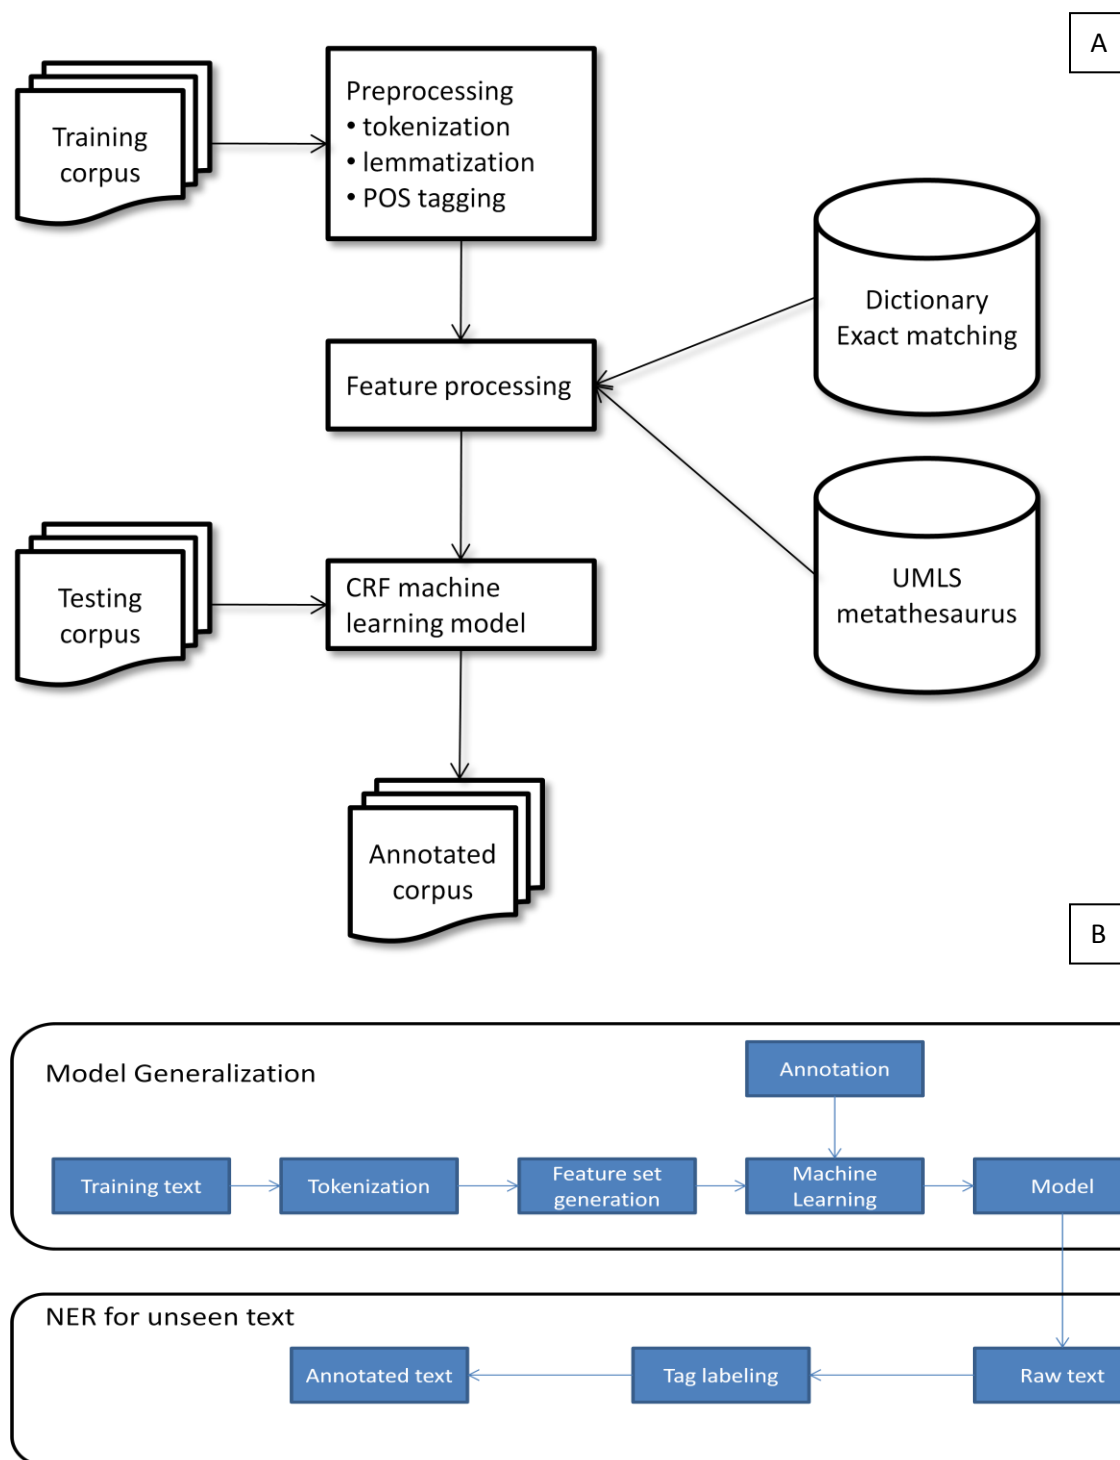 A
Training
corpus
Preprocessing
• tokenization
• lemmatization
• POS tagging
Dictionary
Exact matching
Feature processing
UMLS
metathesaurus
Testing
corpus
CRF machine
learning model
Annotated
corpus
B
Model Generalization
Annotation
Training text
Tokenization
Feature set
generation
Machine
Learning
Model
NER for unseen text
Annotated text
Tag labeling
Raw text